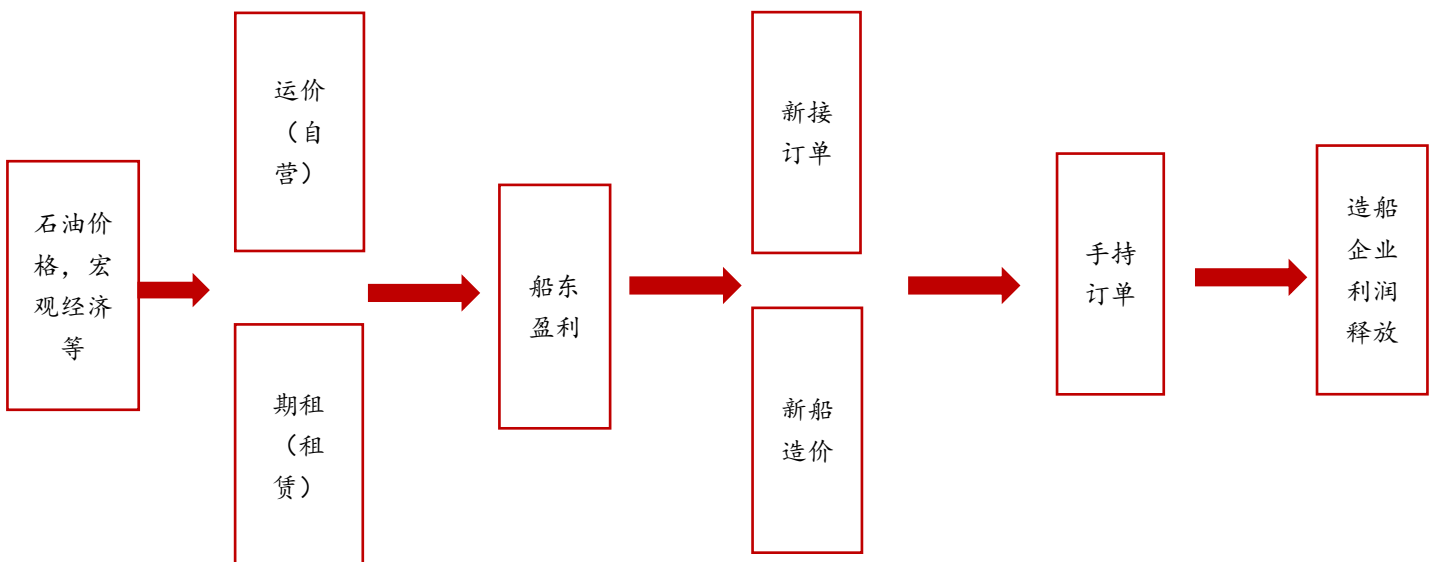 石油价
格，宏
观经济
等
运价
（自
营）
期租
（租
赁）
船东
盈利
新接
订单
新船
造价
手持
订单
造船
企业
利润
释放